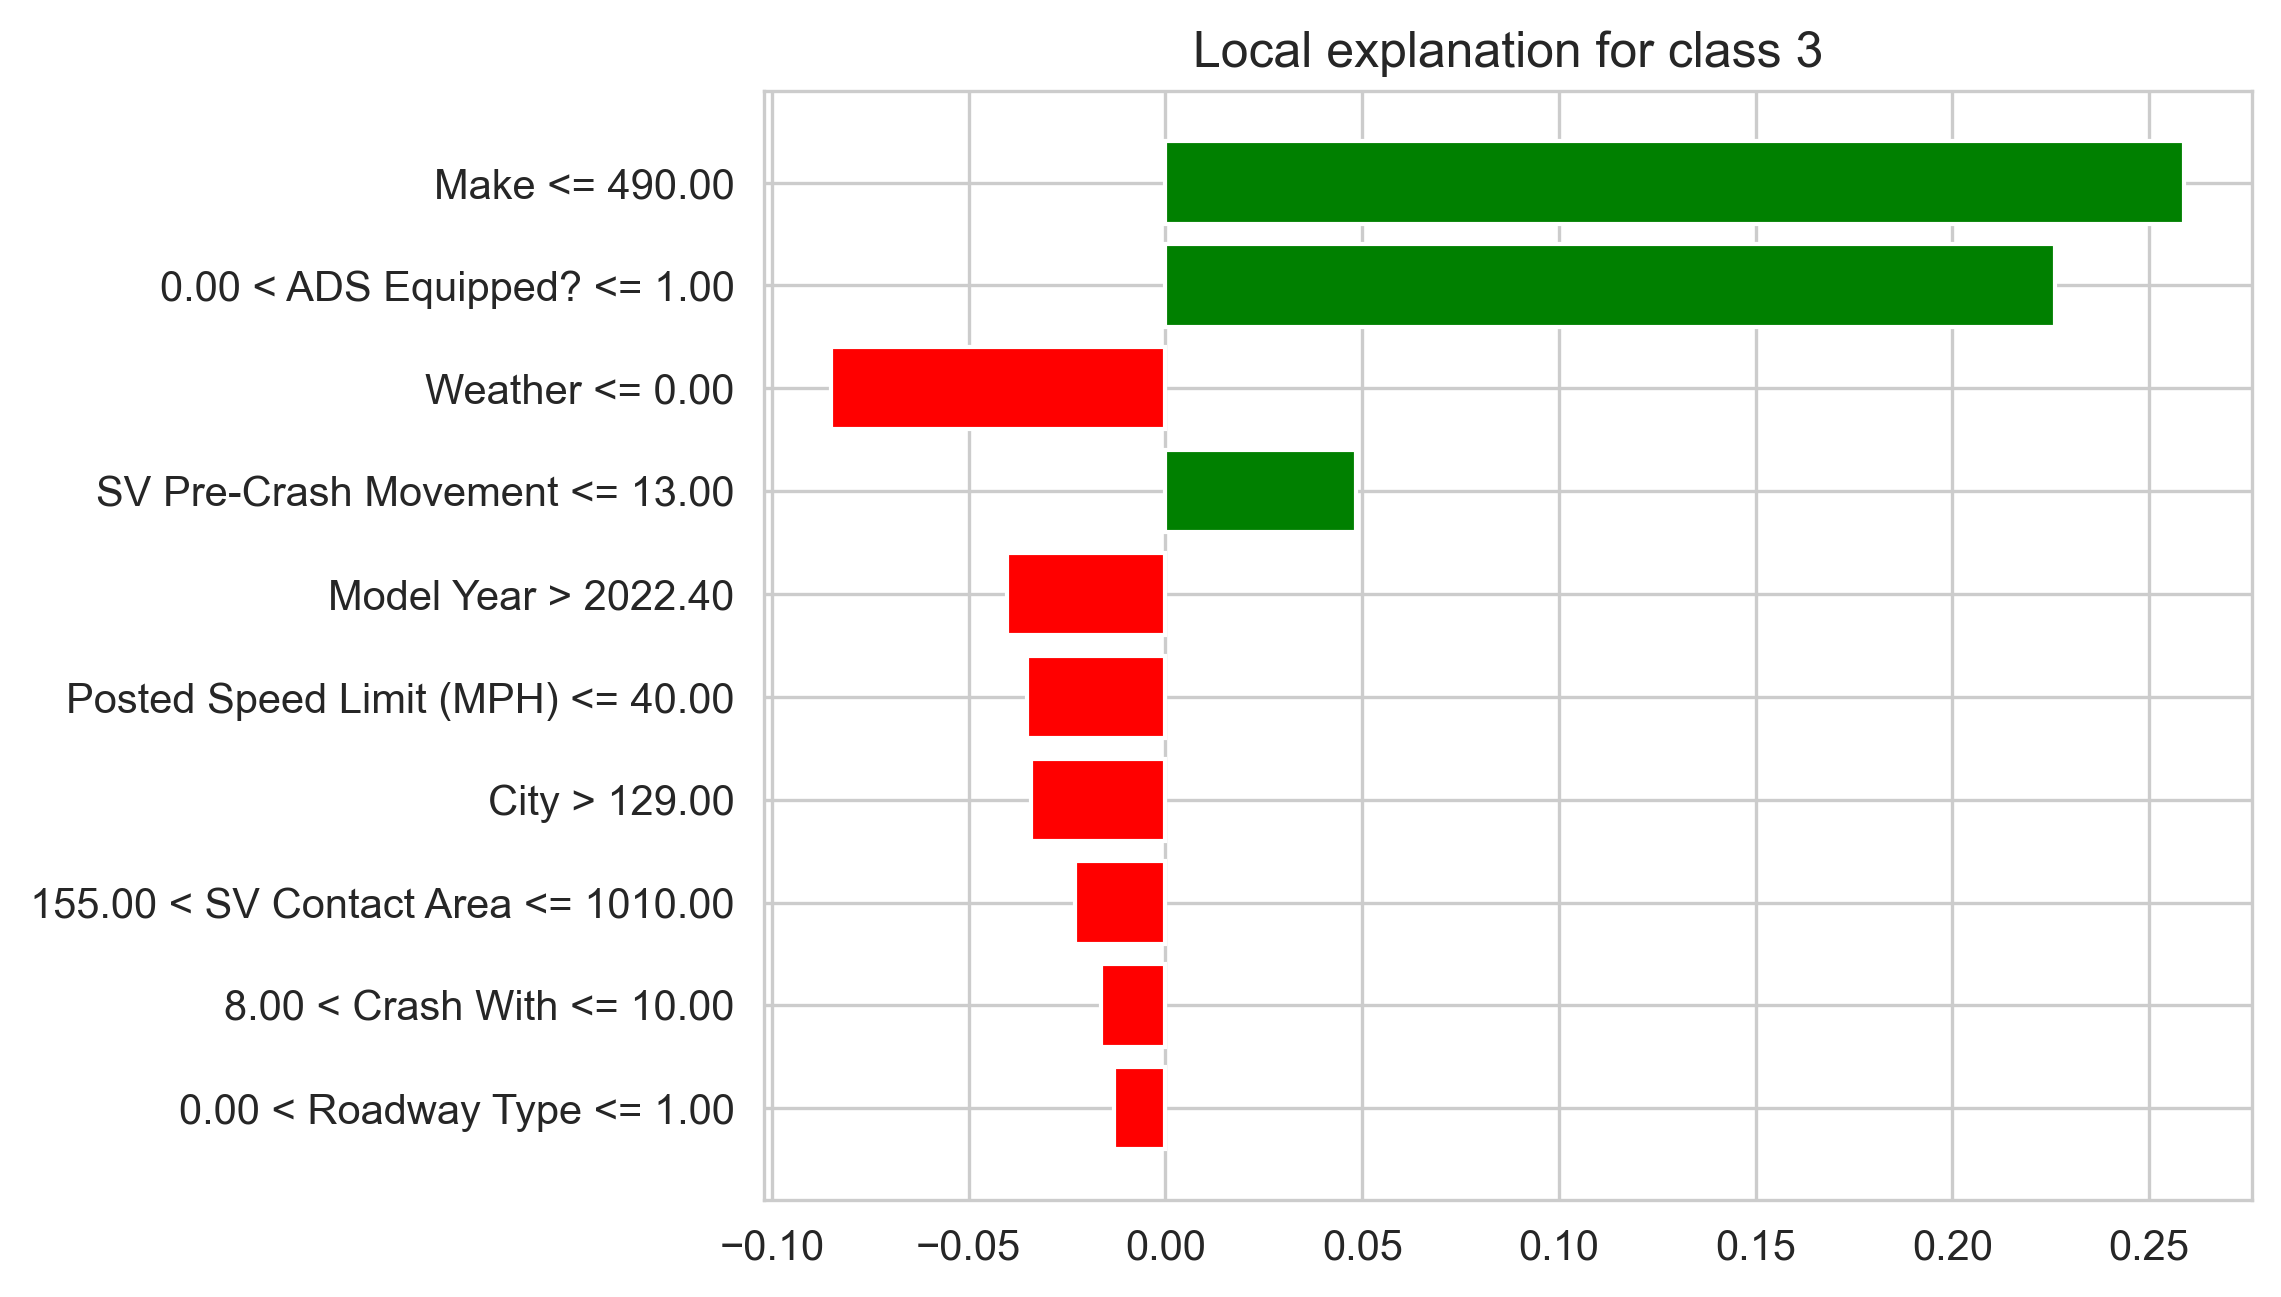 Local explanation for class 3
Make <= 490.00
0.00 < ADS Equipped? <= 1.00
Weather <= 0.00
SV Pre-Crash Movement <= 13.00
Model Year > 2022.40
Posted Speed Limit (MPH) <= 40.00
City > 129.00
155.00 < SV Contact Area <= 1010.00
8.00 < Crash With <= 10.00
0.00 < Roadway Type <= 1.00
−0.10 −0.05 0.00 0.05 0.10 0.15 0.20 0.25